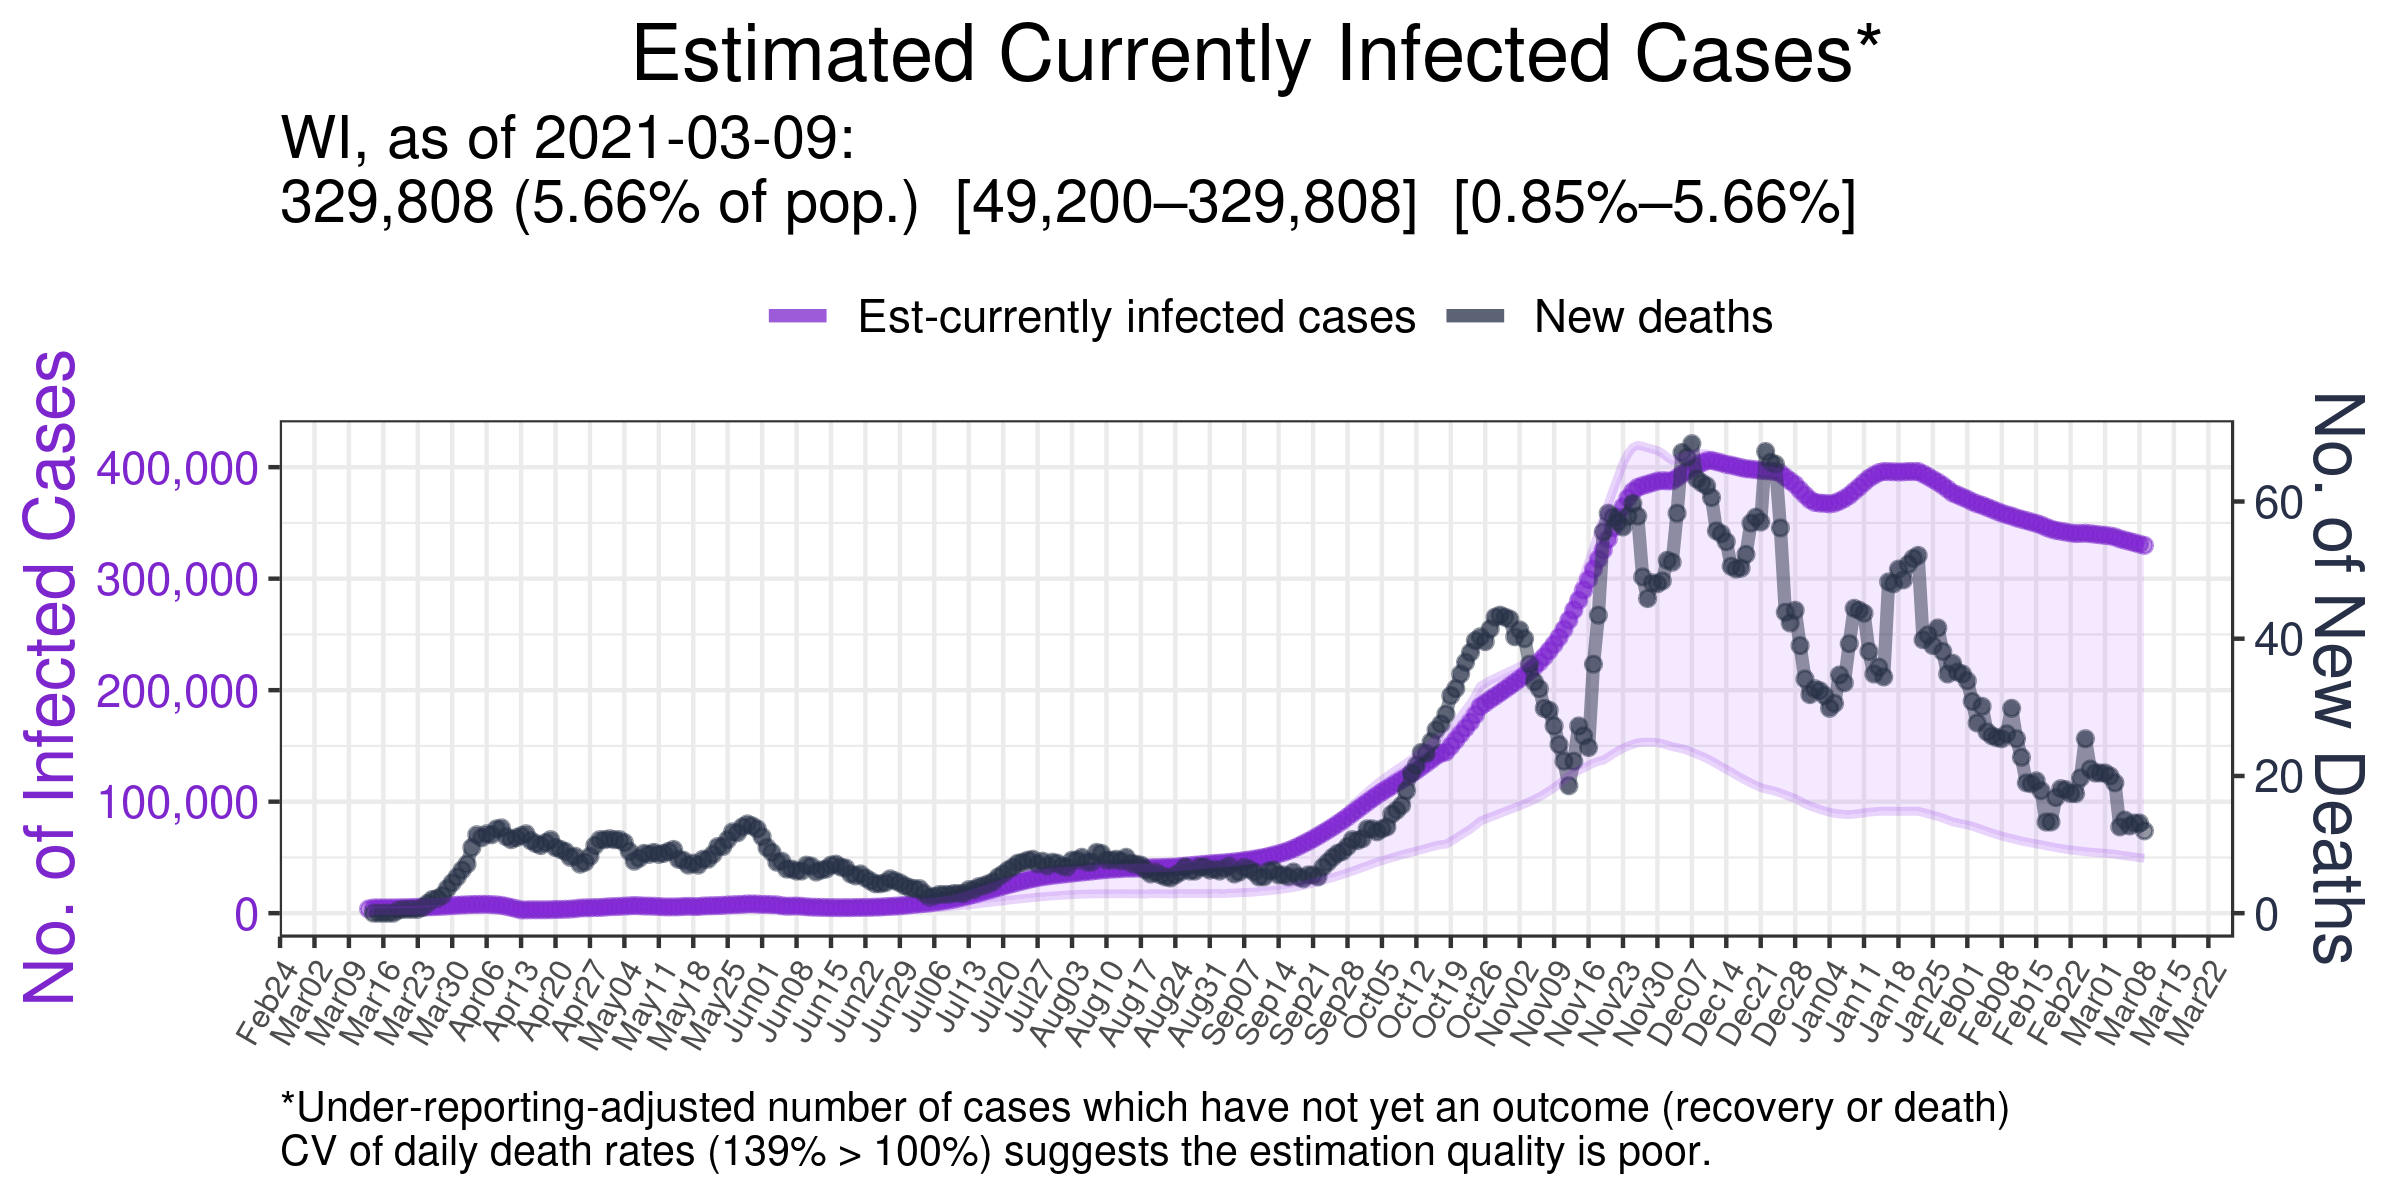 Estimated Currently Infected Cases*
WI, as of 2021-03-09:
329,808 (5.66% of pop.) [49,200–329,808] [0.85%–5.66%]
Est-currently infected cases
New deaths
No. of Infected Cases
400,000
300,000
200,000
100,000
0
60
40
20
0
No. of New Deaths
Feb24
Mar02
Mar09
Mar16
Mar23
Mar30
Apr06
Apr13
Apr20
Apr27
May04
May11
May18
May25
Jun01
Jun08
Jun15
Jun22
Jun29
Jul06
Jul13
Jul20
Jul27
Aug03
Aug10
Aug17
Aug24
Aug31
Sep07
Sep14
Sep21
Sep28
Oct05
Oct12
Oct19
Oct26
Nov02
Nov09
Nov16
Nov23
Nov30
Dec07
Dec14
Dec21
Dec28
Jan04
Jan11
Jan18
Jan25
Feb01
Feb08
Feb15
Feb22
Mar01
Mar08
Mar15
Mar22
*Under-reporting-adjusted number of cases which have not yet an outcome (recovery or death)
CV of daily death rates (139% > 100%) suggests the estimation quality is poor.